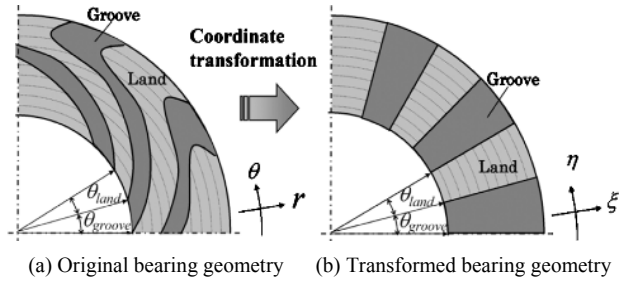 Groove
Land
θ
r
θland
θgroove
Coordinate
transformation
Groove
Land
η
ξ
θland
θgroove
(a) Original bearing geometry
(b) Transformed bearing geometry